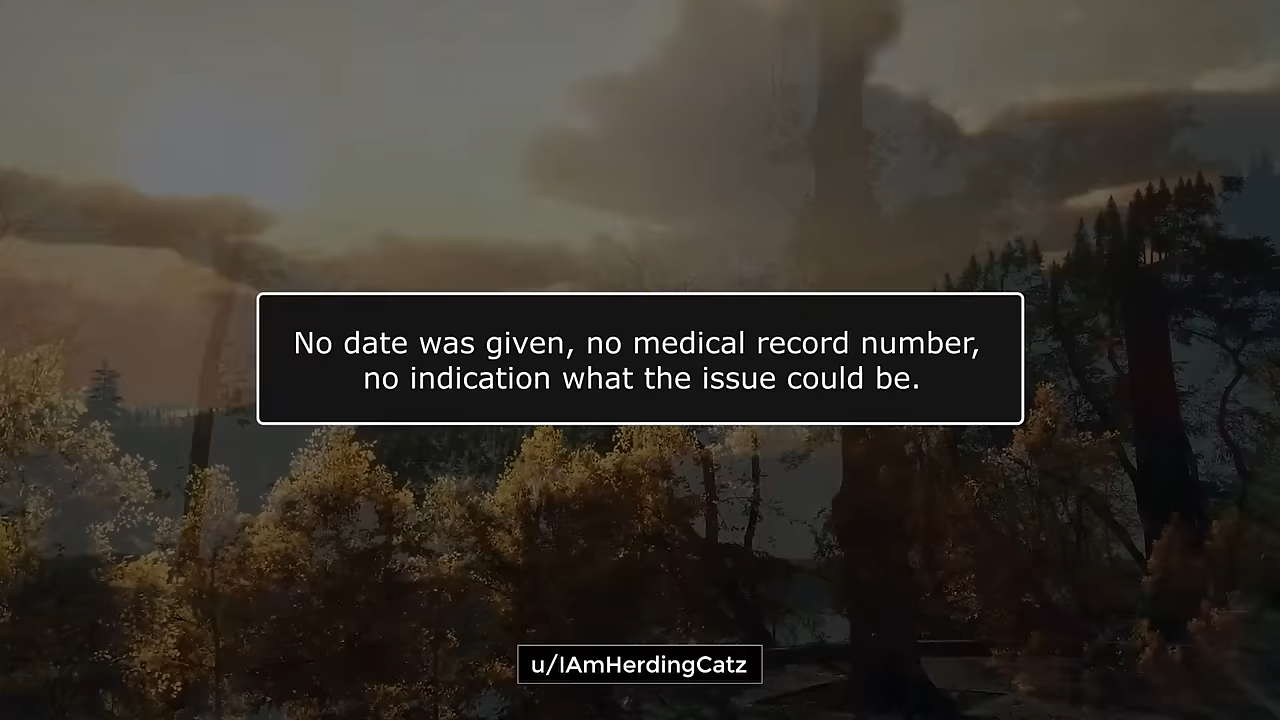 No date was given, no medical record number,
no indication what the issue could be.
u/IAmHerdingCatz